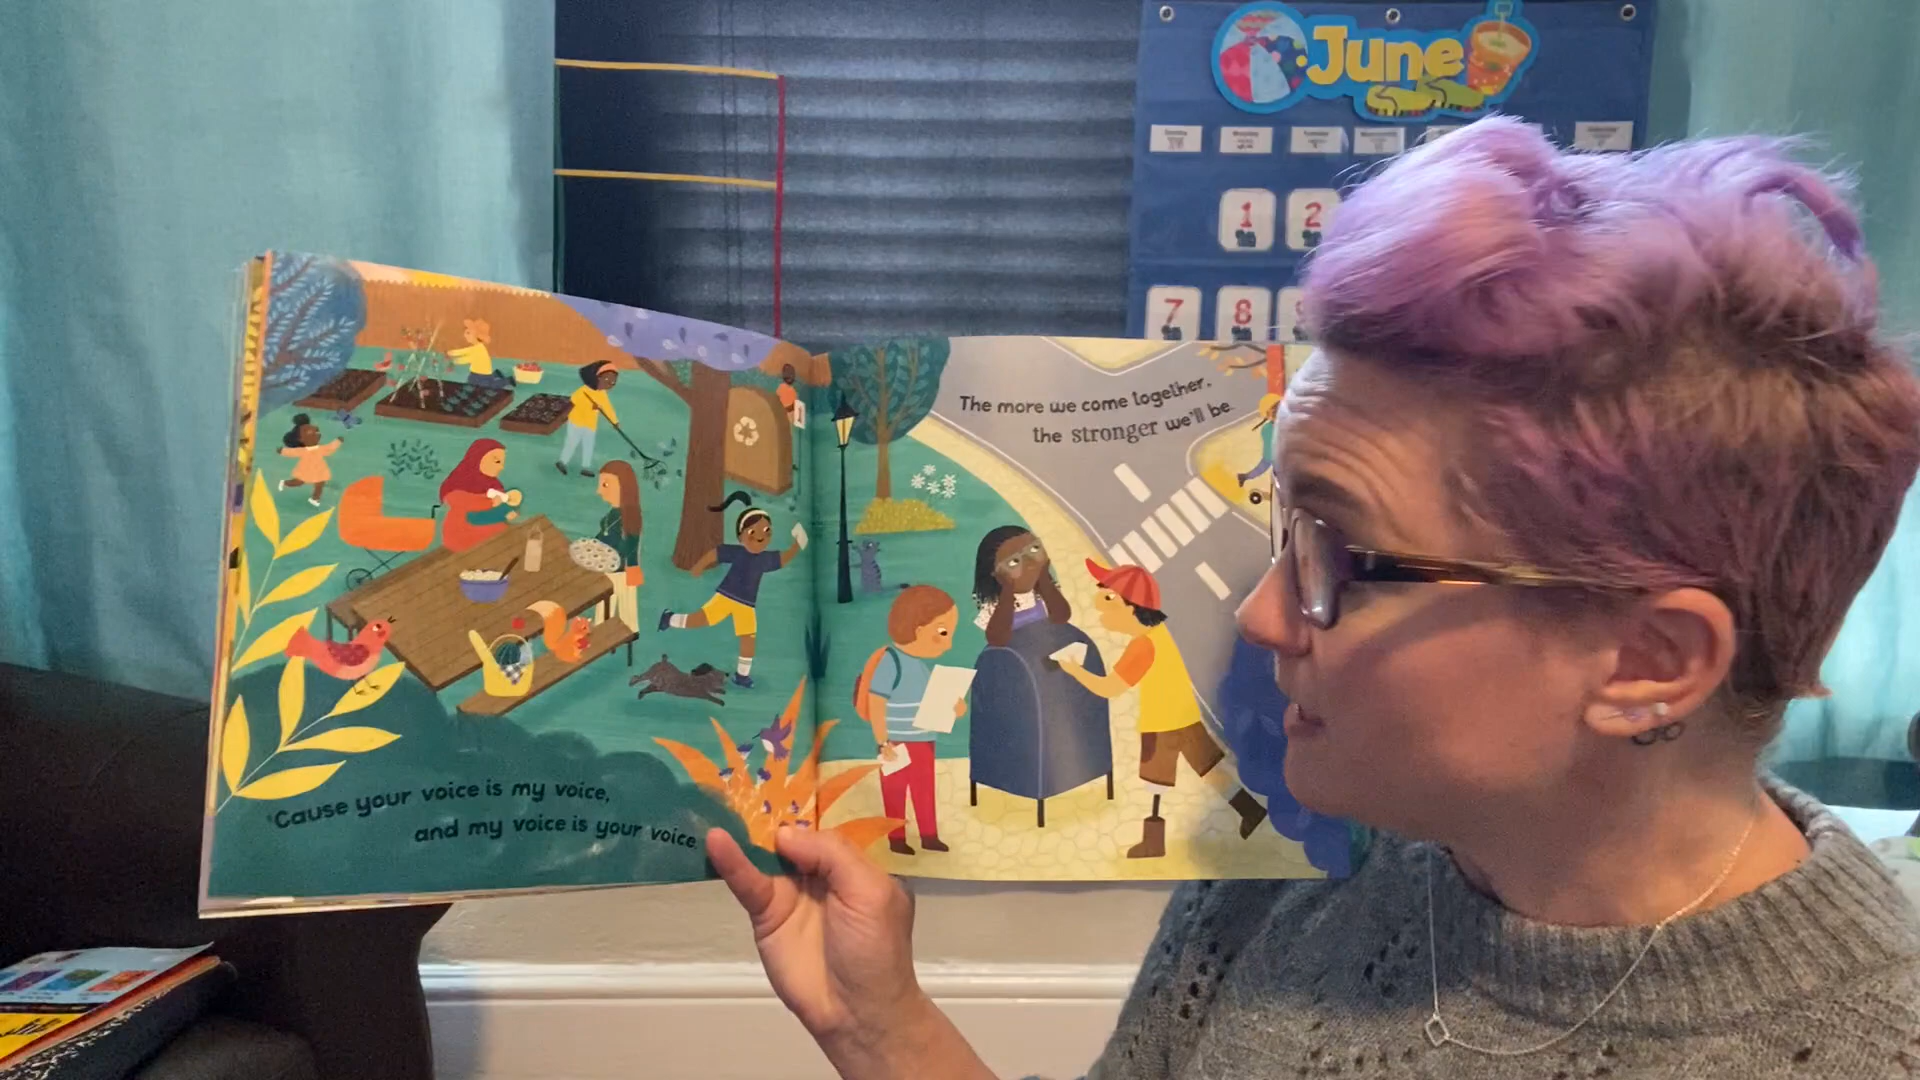 June
1 2
7 8
The more we come together,
the stronger we'll be.
'Cause your voice is my voice,
and my voice is your voice.